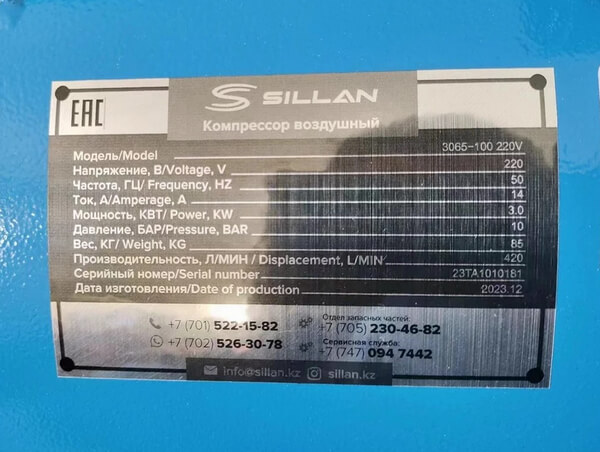 EAC
SILLAN
Компрессор воздушный
Модель/Model 3065-100 220V
Напряжение, В/Voltage, V 220
Частота, ГЦ/ Frequency, HZ 50
Ток, А/Amperage, A 14
Мощность, КВТ/ Power, KW 3.0
Давление, БАР/Pressure, BAR 10
Вес, КГ/ Weight, KG 85
Производительность, Л/МИН / Displacement, L/MIN 420
Серийный номер/Serial number 23TA1010181
Дата изготовления/Date of production 2023.12
+7 (701) 522-15-82
+7 (702) 526-30-78
Отдел запасных частей:
+7 (705) 230-46-82
Сервисная служба:
+7 (747) 094 7442
info@sillan.kz sillan.kz